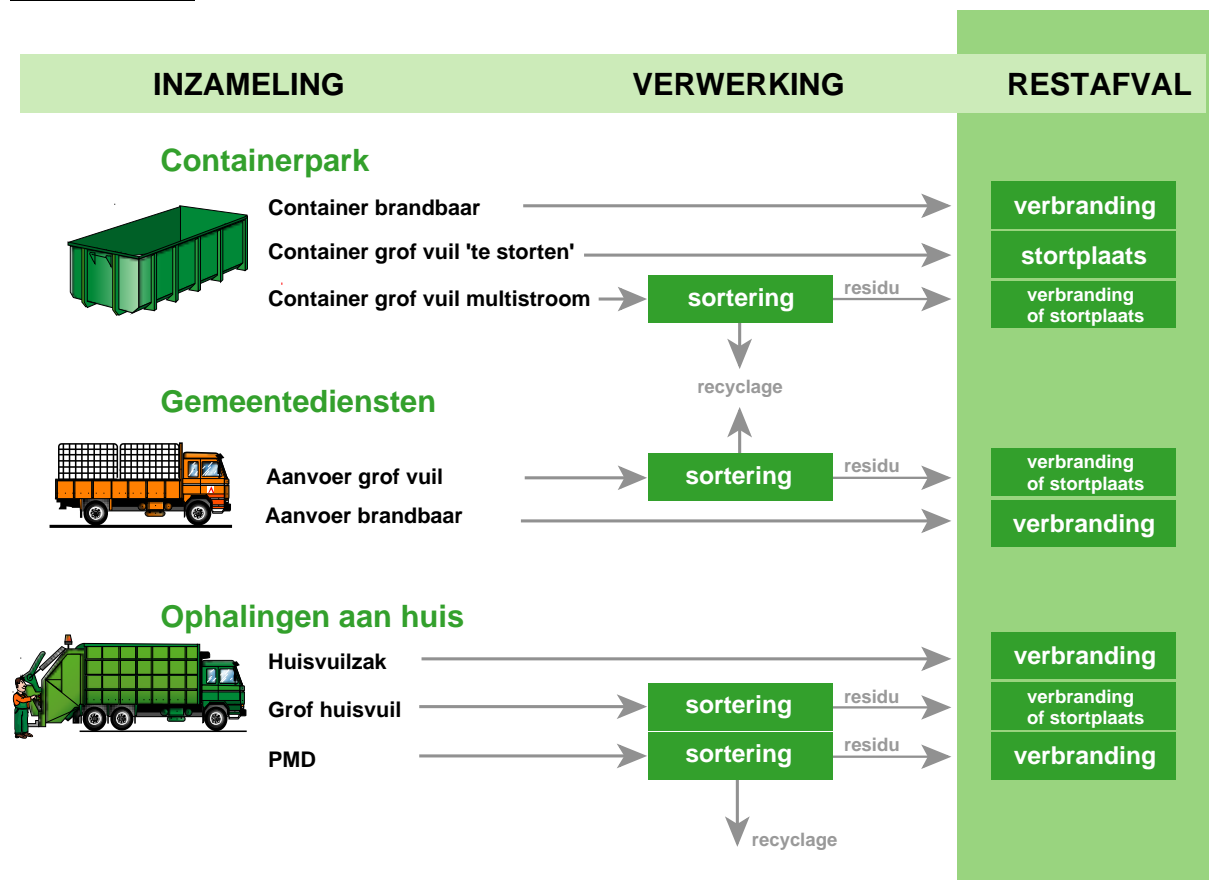 INZAMELING VERWERKING RESTAFVAL
Containerpark
Container brandbaar verbranding
Container grof vuil 'te storten' stortplaats
Container grof vuil multistroom sortering residu verbranding
of stortplaats
recyclage
Gemeentediensten
Aanvoer grof vuil sortering residu verbranding
of stortplaats
Aanvoer brandbaar verbranding
Ophalingen aan huis
Huisvuilzak verbranding
Grof huisvuil sortering residu verbranding
of stortplaats
PMD sortering residu verbranding
recyclage